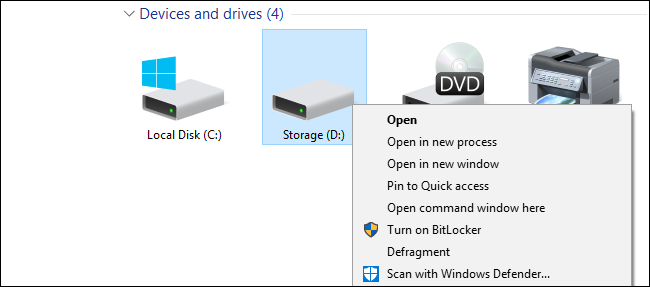 Devices and drives (4)
DVD
Local Disk (C:)
Storage (D:)
Open
Open in new process
Open in new window
Pin to Quick access
Open command window here
Turn on BitLocker
Defragment
Scan with Windows Defender...